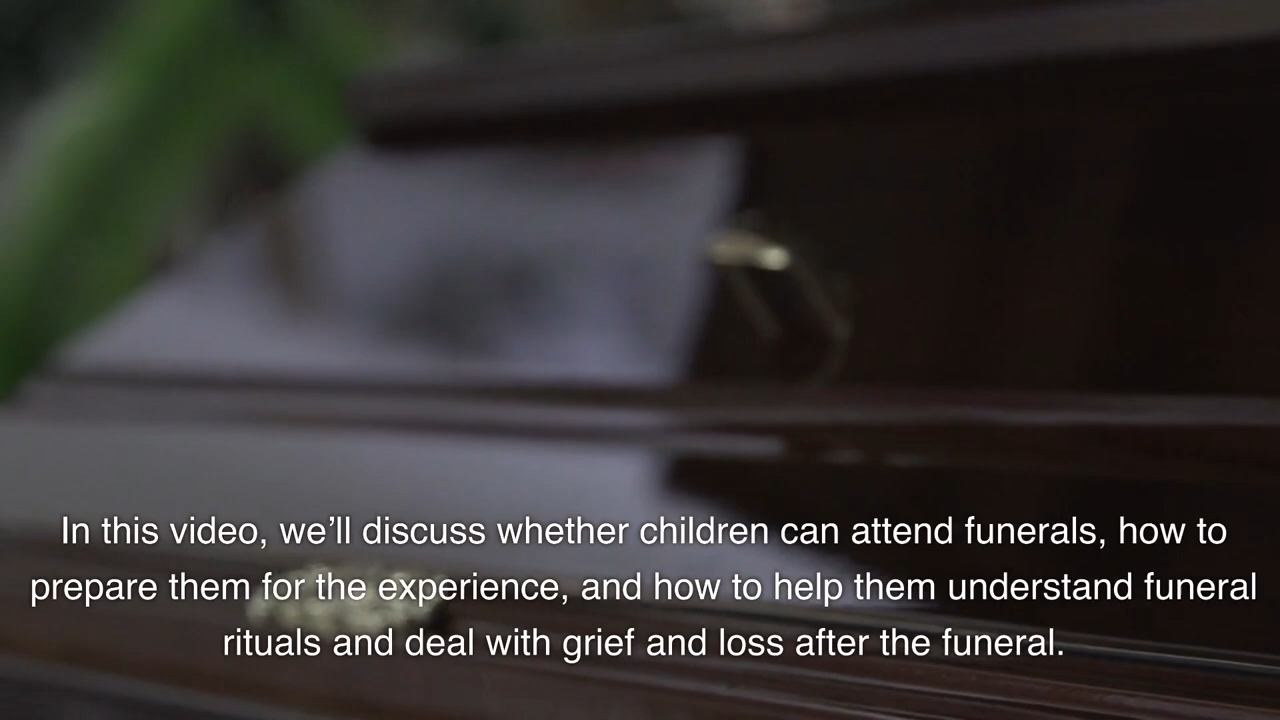 In this video, we’ll discuss whether children can attend funerals, how to
prepare them for the experience, and how to help them understand funeral
rituals and deal with grief and loss after the funeral.